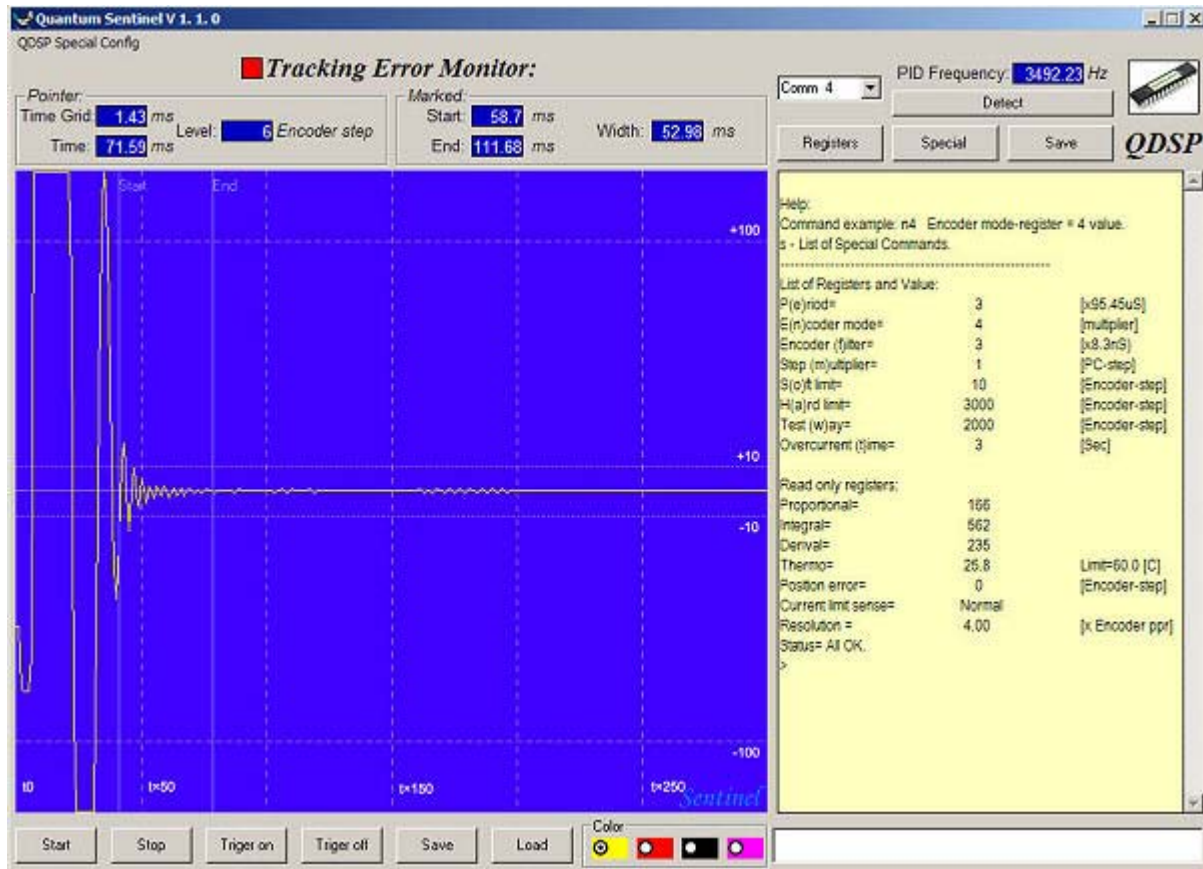 Quantum Sentinel V 1. 1. 0
QDSP Special Config
Tracking Error Monitor:
Pointer:
Time Grid: 1.43 ms
Time: 71.59 ms
Level: 6 Encoder step
Marked:
Start: 58.7 ms
End: 111.68 ms
Width: 52.98 ms
Comm 4
PID Frequency: 3492.23 Hz
Detect
Registers Special Save QDSP
Start End
+100
+10
-10
-100
t0 t×50 t×150 t×250
Sentinel
Help:
Command example: n4 Encoder mode-register = 4 value.
s - List of Special Commands.
------------------------------------------------------------
List of Registers and Value:
P(e)riod= 3 [x95.45uS]
E(n)coder mode= 4 [multiplier]
Encoder (f)ilter= 3 [x8.3nS)
Step (m)ultiplier= 1 [PC-step]
S(o)ft limit= 10 [Encoder-step]
H(a)rd limit= 3000 [Encoder-step]
Test (w)ay= 2000 [Encoder-step]
Overcurrent (t)ime= 3 [Sec]
Read only registers:
Proportional= 166
Integral= 562
Derival= 235
Thermo= 25.8 Limit=60.0 [C]
Position error= 0 [Encoder-step]
Current limit sense= Normal
Resolution = 4.00 [x Encoder ppr]
Status= All OK.
>
Start Stop Triger on Triger off Save Load
Color